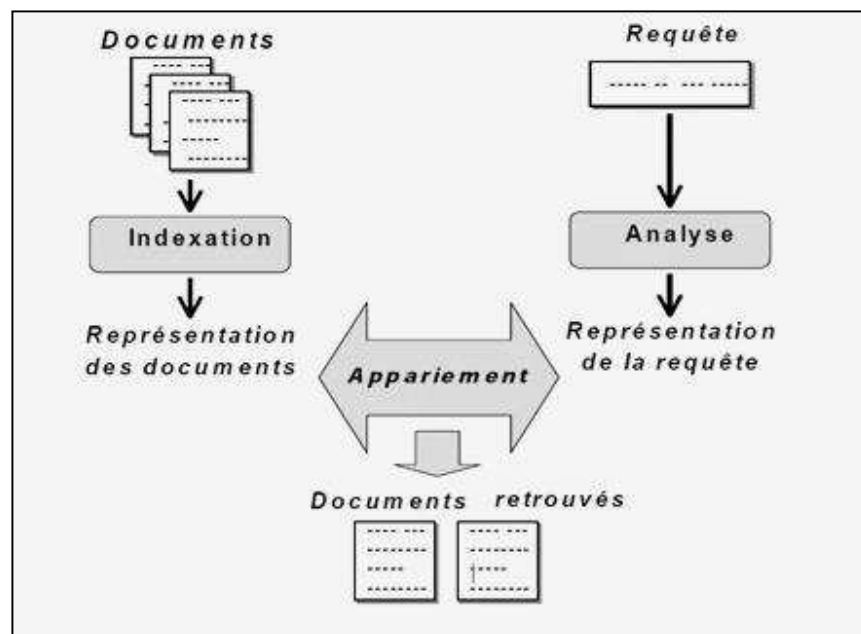 Documents
Requête
Indexation
Analyse
Représentation
des documents
Représentation
de la requête
Appariement
Documents retrouvés